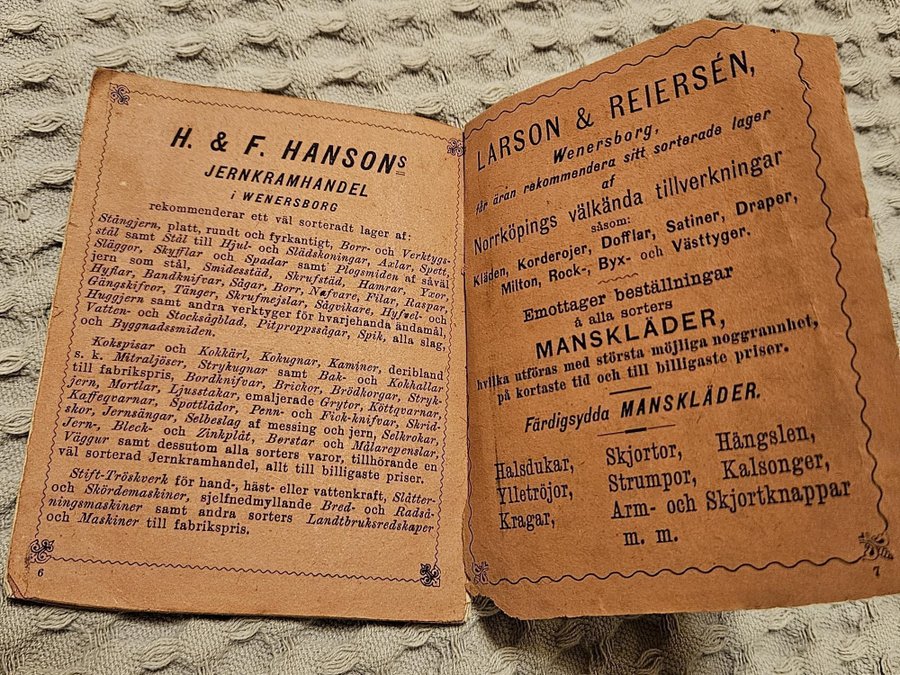 H. & F. HANSONs
JERNKRAMHANDEL
i WENERSBORG
rekommenderar ett väl sorteradt lager af:
Stångjern, platt, rundt och fyrkantigt, Borr- och Verktygs-
stål samt Stål till Hjul- och Slädskoningar, Axlar, Spett,
Släggor, Skyfflar och Spadar samt Plogsmiden af såväl
jern som stål, Smidesstäd, Skrufstäd, Hamrar, Yxor,
Hyflar, Bandknifvar, Sågar, Borr, Nafvare, Filar, Raspar,
Gängskifvor, Tänger, Skrufmejslar, Sågvikare, Hyfvel- och
Huggjern samt andra verktyger för hvarjehanda ändamål,
Vatten- och Stocksågblad, Pitproppssågar, Spik, alla slag,
och Byggnadssmiden.
Kokspisar och Kokkärl, Kokugnar, Kaminer, deribland
s. k. Mitraljöser, Strykugnar samt Bak- och Kokhallar
till fabrikspris, Bordknifvar, Brickor, Brödkorgar, Stryk-
jern, Mortlar, Ljusstakar, emaljerade Grytor, Köttqvarnar,
Kaffeqvarnar, Spottlådor, Penn- och Fick-knifvar, Skrid-
skor, Jernsängar, Selbeslag af messing och jern, Selkrokar,
Jern-, Bleck- och Zinkplåt, Borstar och Målarepenslar,
Väggur samt dessutom alla sorters varor, tillhörande en
väl sorterad Jernkramhandel, allt till billigaste priser.
Stift-Tröskverk för hand-, häst- eller vattenkraft, Slåtter-
och Skördemaskiner, sjelfnedmyllande Bred- och Radså-
ningsmaskiner samt andra sorters Landtbruksredskaper
och Maskiner till fabrikspris.
6
LARSON & REIERSÉN,
Wenersborg,
får äran rekommendera sitt sorterade lager
af
Norrköpings välkända tillverkningar
såsom:
Kläden, Korderojer, Dofflar, Satiner, Draper,
Milton, Rock-, Byx- och Västtyger.
Emottager beställningar
å alla sorters
MANSKLÄDER,
hvilka utföras med största möjliga noggrannhet,
på kortaste tid och till billigaste priser.
Färdigsydda MANSKLÄDER.
Halsdukar, Skjortor, Hängslen,
Ylletröjor, Strumpor, Kalsonger,
Kragar, Arm- och Skjortknappar
m. m.
7